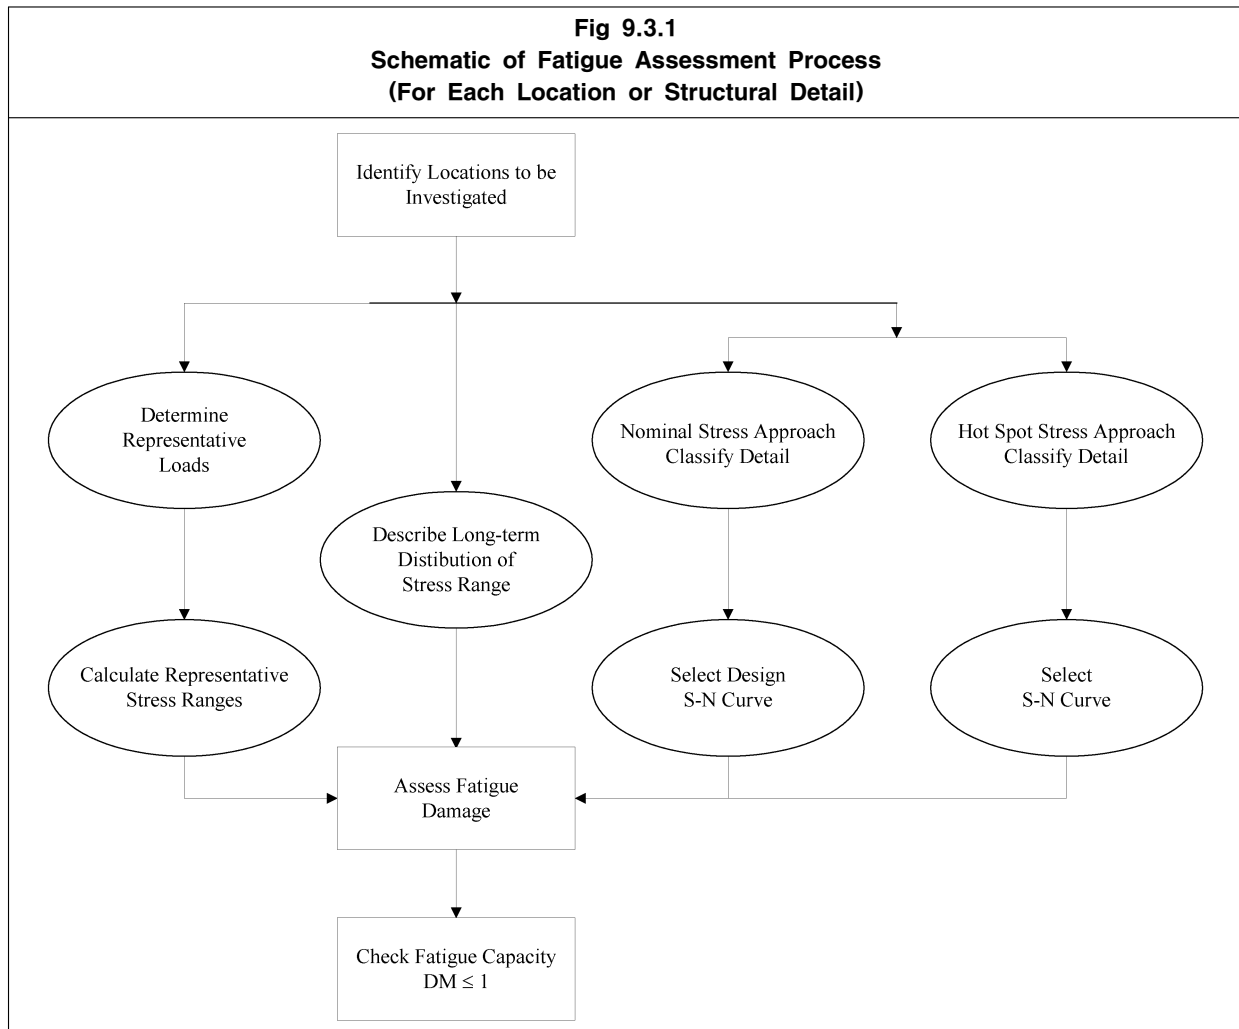 Fig 9.3.1
Schematic of Fatigue Assessment Process
(For Each Location or Structural Detail)
Identify Locations to be
Investigated
Determine
Representative
Loads
Nominal Stress Approach
Classify Detail
Hot Spot Stress Approach
Classify Detail
Describe Long-term
Distibution of
Stress Range
Calculate Representative
Stress Ranges
Select Design
S-N Curve
Select
S-N Curve
Assess Fatigue
Damage
Check Fatigue Capacity
DM ≤ 1